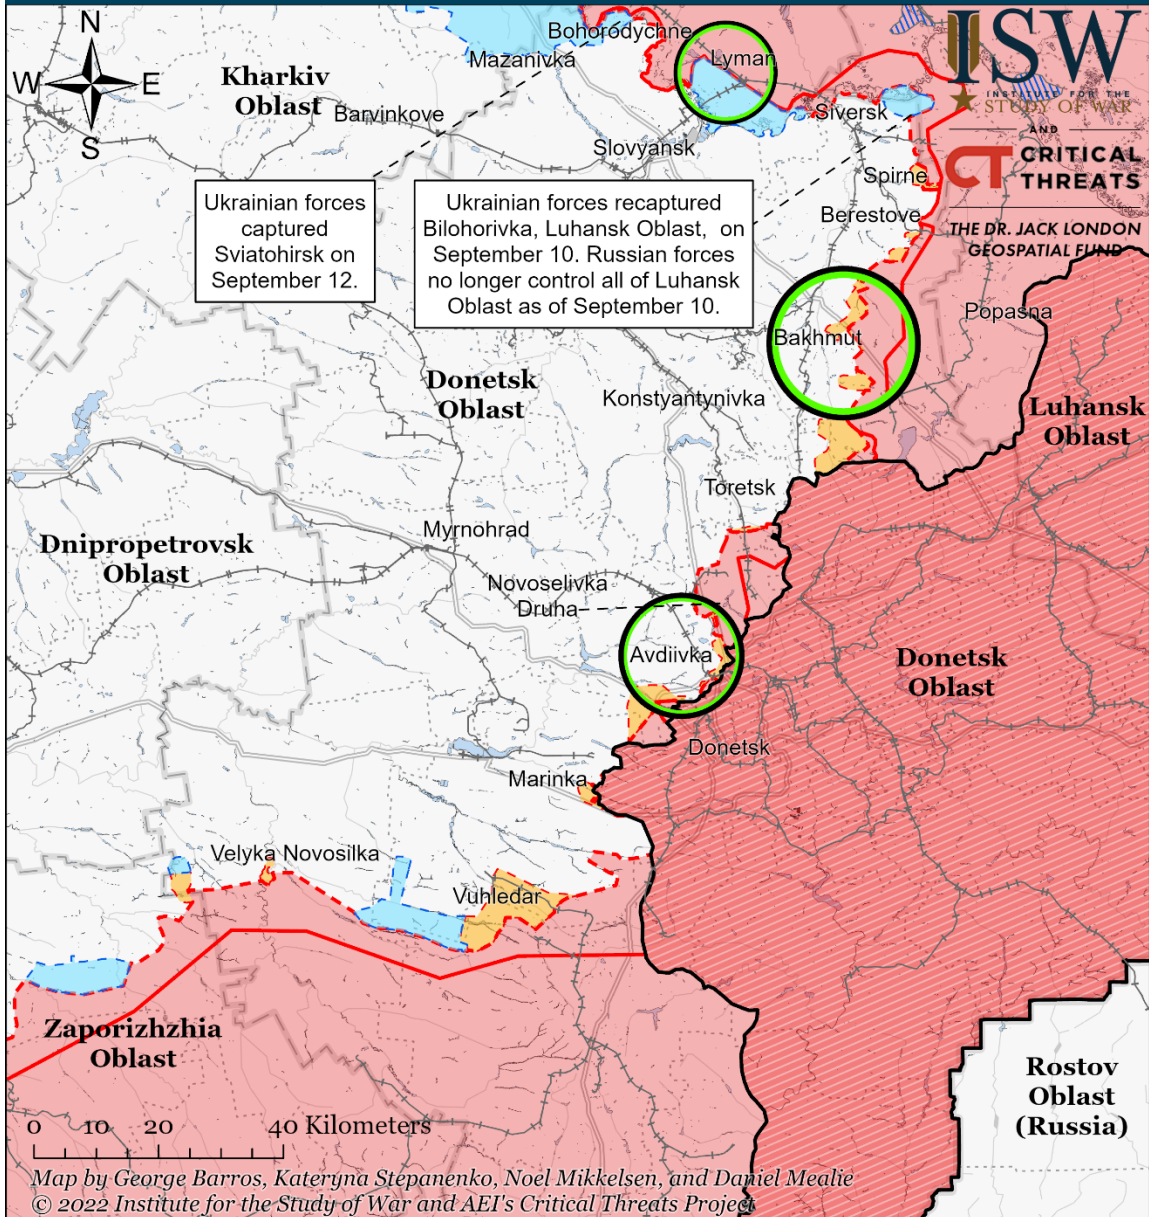 N
W E
S
ISW
INSTITUTE FOR THE
STUDY OF WAR
AND
CT CRITICAL
THREATS
THE DR. JACK LONDON
GEOSPATIAL FUND
Bohorodychne
Mazanivka
Lyman
Kharkiv
Oblast
Barvinkove
Siversk
Slovyansk
Spirne
Berestove
Ukrainian forces
captured
Sviatohirsk on
September 12.
Ukrainian forces recaptured
Bilohorivka, Luhansk Oblast, on
September 10. Russian forces
no longer control all of Luhansk
Oblast as of September 10.
Popasna
Bakhmut
Donetsk
Oblast
Konstyantynivka
Luhansk
Oblast
Toretsk
Myrnohrad
Dnipropetrovsk
Oblast
Novoselivka
Druha
Avdiivka
Donetsk
Oblast
Donetsk
Marinka
Velyka Novosilka
Vuhledar
Zaporizhzhia
Oblast
Rostov
Oblast
(Russia)
0 10 20 40 Kilometers
Map by George Barros, Kateryna Stepanenko, Noel Mikkelsen, and Daniel Mealie
© 2022 Institute for the Study of War and AEI's Critical Threats Project